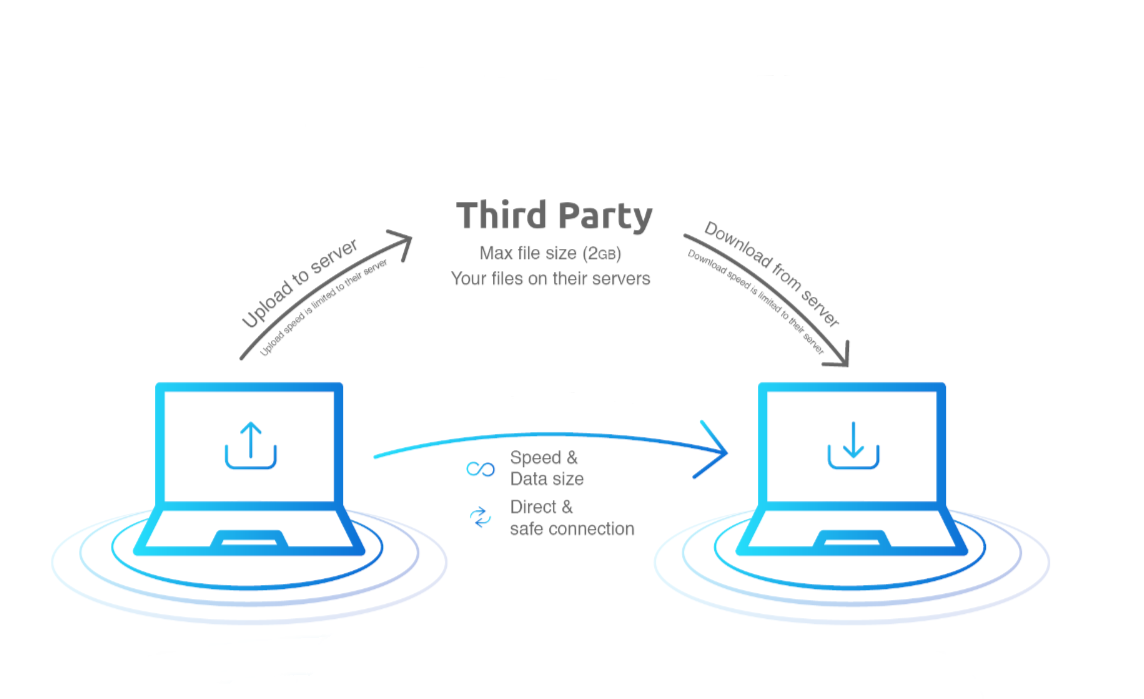 Third Party
Max file size (2GB)
Your files on their servers
Upload to server
Upload speed is limited to their server
Download from server
Download speed is limited to their server
Speed &
Data size
Direct &
safe connection